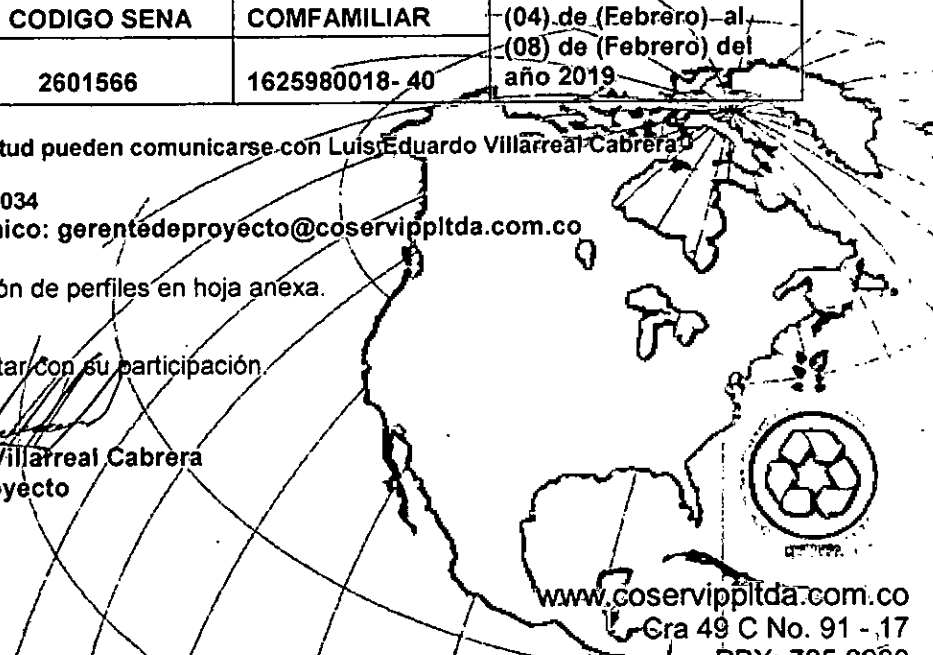 CODIGO SENA COMFAMILIAR (04) de (Febrero) al
(08) de (Febrero) del
2601566 1625980018- 40 año 2019
tud pueden comunicarse con Luis Eduardo Villarreal Cabrera
034
nico: gerentedeproyecto@coservippltda.com.co
ón de perfiles en hoja anexa.
tar con su participación.
Villarreal Cabrera
oyecto
www.coservippltda.com.co
Cra 49 C No. 91 - 17